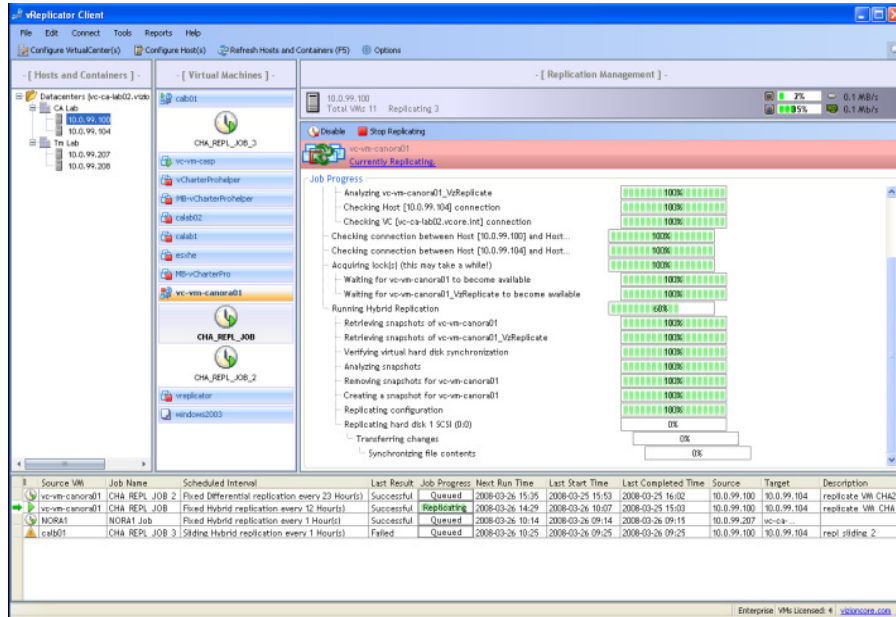 vReplicator Client
File Edit Connect Tools Reports Help
Configure VirtualCenter(s) Configure Host(s) Refresh Hosts and Containers (F5) Options
- [ Hosts and Containers ] -
Datacenters [vc-ca-lab02.vizio
CA Lab
10.0.99.100
10.0.99.104
Tm Lab
10.0.99.207
10.0.99.208
- [ Virtual Machines ] -
calb01
CHA_REPL_JOB_3
vc-vm-casp
vCharterProhelper
MB-vCharterProhelper
calab02
calab1
esxhe
MB-vCharterPro
vc-vm-canora01
CHA_REPL_JOB
CHA_REPL_JOB_2
vreplicator
windows2003
- [ Replication Management ] -
10.0.99.100
Total VMs 11 Replicating 3
7% 0.1 MB/s
35% 0.1 Mb/s
Disable Stop Replicating
vc-vm-canora01
Currently Replicating.
Job Progress
Analyzing vc-vm-canora01_VzReplicate 100%
Checking Host [10.0.99.104] connection 100%
Checking VC [vc-ca-lab02.vcore.int] connection 100%
Checking connection between Host [10.0.99.100] and Host... 100%
Checking connection between Host [10.0.99.104] and Host... 100%
Acquiring lock(s) (this may take a while!) 100%
Waiting for vc-vm-canora01 to become available 100%
Waiting for vc-vm-canora01_VzReplicate to become available 100%
Running Hybrid Replication 60%
Retrieving snapshots of vc-vm-canora01 100%
Retrieving snapshots of vc-vm-canora01_VzReplicate 100%
Verifying virtual hard disk synchronization 100%
Analyzing snapshots 100%
Removing snapshots for vc-vm-canora01 100%
Creating a snapshot for vc-vm-canora01 100%
Replicating configuration 100%
Replicating hard disk 1 SCSI (0:0) 0%
Transferring changes 0%
Synchronizing file contents 0%
! Source VM Job Name Scheduled Interval Last Result Job Progress Next Run Time Last Start Time Last Completed Time Source Target Description
vc-vm-canora01 CHA REPL JOB 2 Fixed Differential replication every 23 Hour(s) Successful Queued 2008-03-26 15:35 2008-03-25 15:53 2008-03-25 16:02 10.0.99.100 10.0.99.104 replicate VM CHA2
vc-vm-canora01 CHA REPL JOB Fixed Hybrid replication every 12 Hour(s) Successful Replicating 2008-03-26 14:29 2008-03-26 10:07 2008-03-25 15:03 10.0.99.100 10.0.99.104 replicate VM CHA
NORA1 NORA1 Job Fixed Hybrid replication every 1 Hour(s) Successful Queued 2008-03-26 10:14 2008-03-26 09:14 2008-03-26 09:15 10.0.99.207 vc-ca-...
calb01 CHA REPL JOB 3 Sliding Hybrid replication every 1 Hour(s) Failed Queued 2008-03-26 10:25 2008-03-26 09:25 2008-03-26 09:25 10.0.99.100 10.0.99.104 repl sliding 2
Enterprise VMs Licensed: 4 vizioncore.com